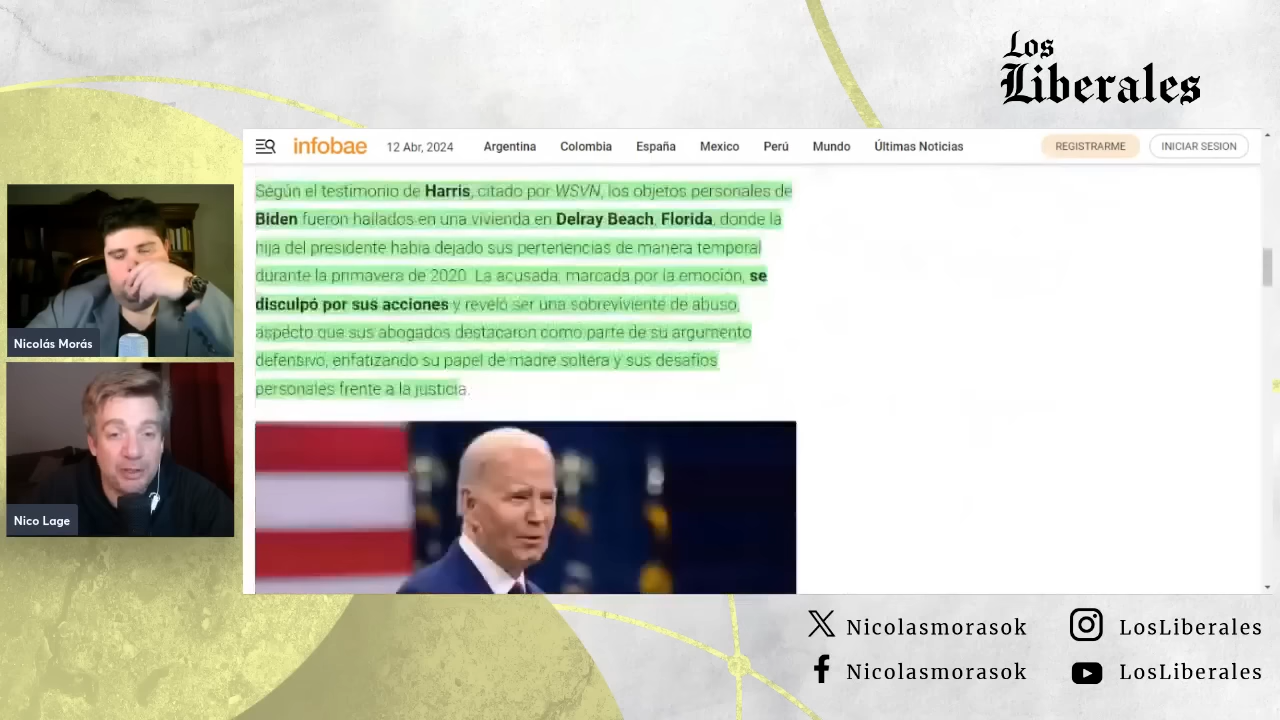 Los
Liberales
infobae
12 Abr, 2024
Argentina
Colombia
España
Mexico
Perú
Mundo
Últimas Noticias
REGISTRARME
INICIAR SESION
Según el testimonio de Harris, citado por WSVN, los objetos personales de
Biden fueron hallados en una vivienda en Delray Beach, Florida, donde la
hija del presidente había dejado sus pertenencias de manera temporal
durante la primavera de 2020. La acusada, marcada por la emoción, se
disculpó por sus acciones y reveló ser una sobreviviente de abuso,
aspecto que sus abogados destacaron como parte de su argumento
defensivo, enfatizando su papel de madre soltera y sus desafíos
personales frente a la justicia.
Nicolás Morás
Nico Lage
Nicolasmorasok
LosLiberales
Nicolasmorasok
LosLiberales